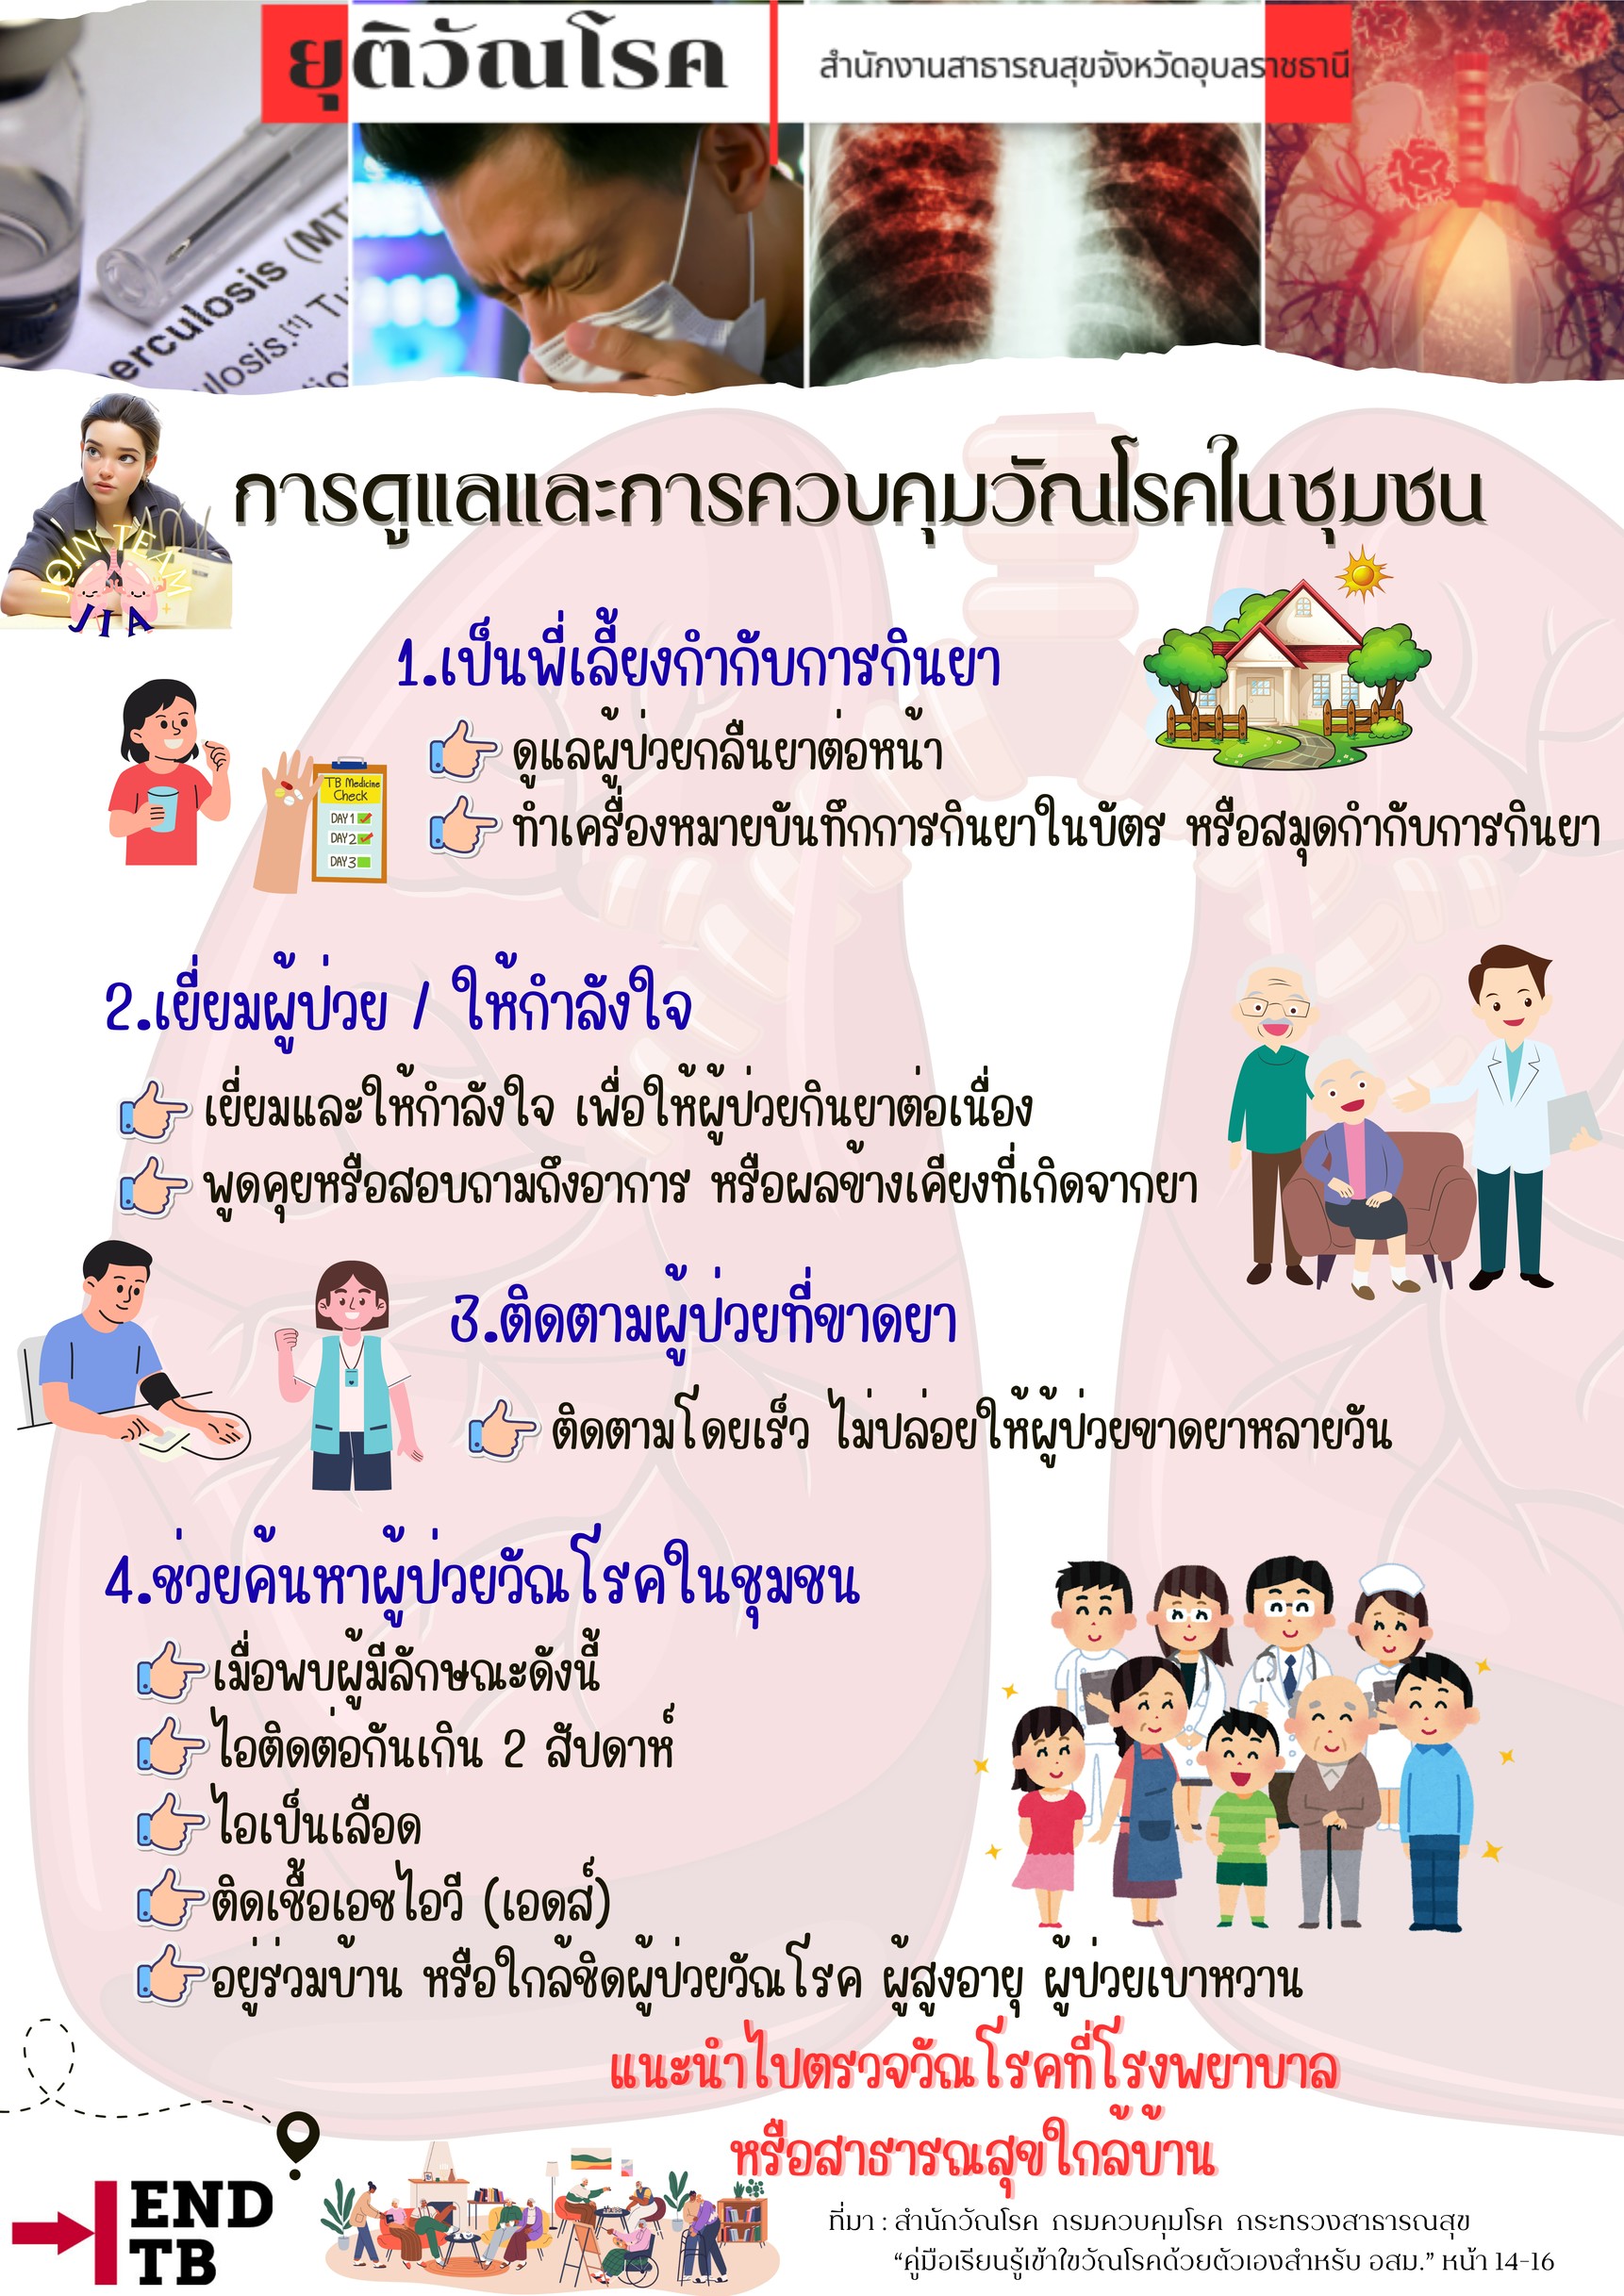 ยุติวัณโรค
สำนักงานสาธารณสุขจังหวัดอุบลราชธานี
erculosis (MT
ulosis.[1] Tu
การดูแลและการควบคุมวัณโรคในชุมชน
JOIN TEAM
JIA
1.เป็นพี่เลี้ยงกำกับการกินยา
ดูแลผู้ป่วยกลืนยาต่อหน้า
ทำเครื่องหมายบันทึกการกินยาในบัตร หรือสมุดกำกับการกินยา
TB Medicine
Check
DAY 1
DAY 2
DAY 3
2.เยี่ยมผู้ป่วย / ให้กำลังใจ
เยี่ยมและให้กำลังใจ เพื่อให้ผู้ป่วยกินยาต่อเนื่อง
พูดคุยหรือสอบถามถึงอาการ หรือผลข้างเคียงที่เกิดจากยา
3.ติดตามผู้ป่วยที่ขาดยา
ติดตามโดยเร็ว ไม่ปล่อยให้ผู้ป่วยขาดยาหลายวัน
4.ช่วยค้นหาผู้ป่วยวัณโรคในชุมชน
เมื่อพบผู้มีลักษณะดังนี้
ไอติดต่อกันเกิน 2 สัปดาห์
ไอเป็นเลือด
ติดเชื้อเอชไอวี (เอดส์)
อยู่ร่วมบ้าน หรือใกล้ชิดผู้ป่วยวัณโรค ผู้สูงอายุ ผู้ป่วยเบาหวาน
แนะนำไปตรวจวัณโรคที่โรงพยาบาล
หรือสาธารณสุขใกล้บ้าน
END
TB
ที่มา : สำนักวัณโรค กรมควบคุมโรค กระทรวงสาธารณสุข
“คู่มือเรียนรู้เข้าใขวัณโรคด้วยตัวเองสำหรับ อสม.” หน้า 14-16